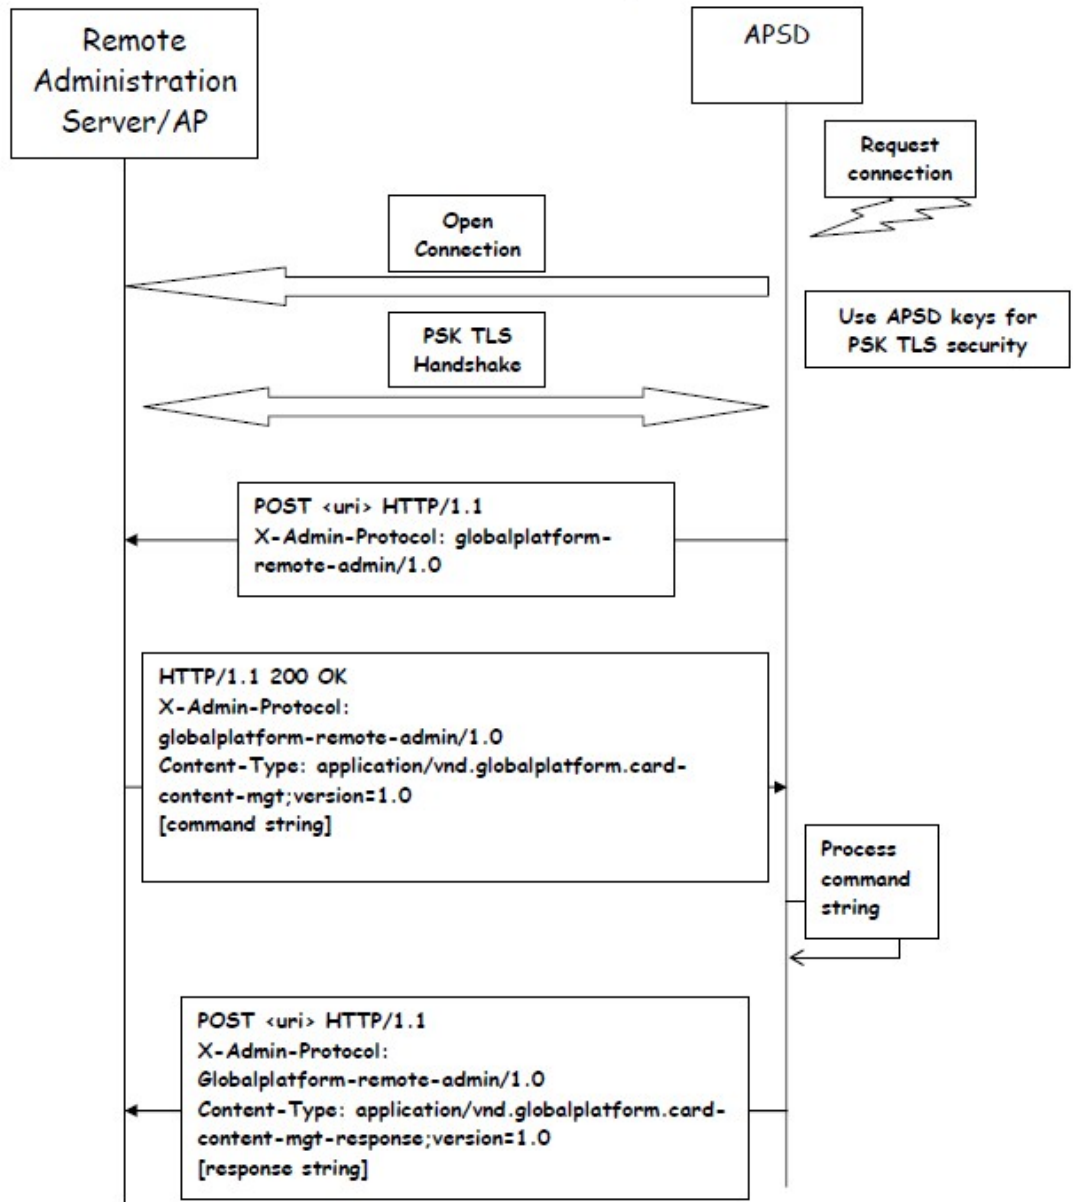 Remote
Administration
Server/AP
APSD
Request
connection
Open
Connection
Use APSD keys for
PSK TLS security
PSK TLS
Handshake
POST <uri> HTTP/1.1
X-Admin-Protocol: globalplatform-
remote-admin/1.0
HTTP/1.1 200 OK
X-Admin-Protocol:
globalplatform-remote-admin/1.0
Content-Type: application/vnd.globalplatform.card-
content-mgt;version=1.0
[command string]
Process
command
string
POST <uri> HTTP/1.1
X-Admin-Protocol:
Globalplatform-remote-admin/1.0
Content-Type: application/vnd.globalplatform.card-
content-mgt-response;version=1.0
[response string]